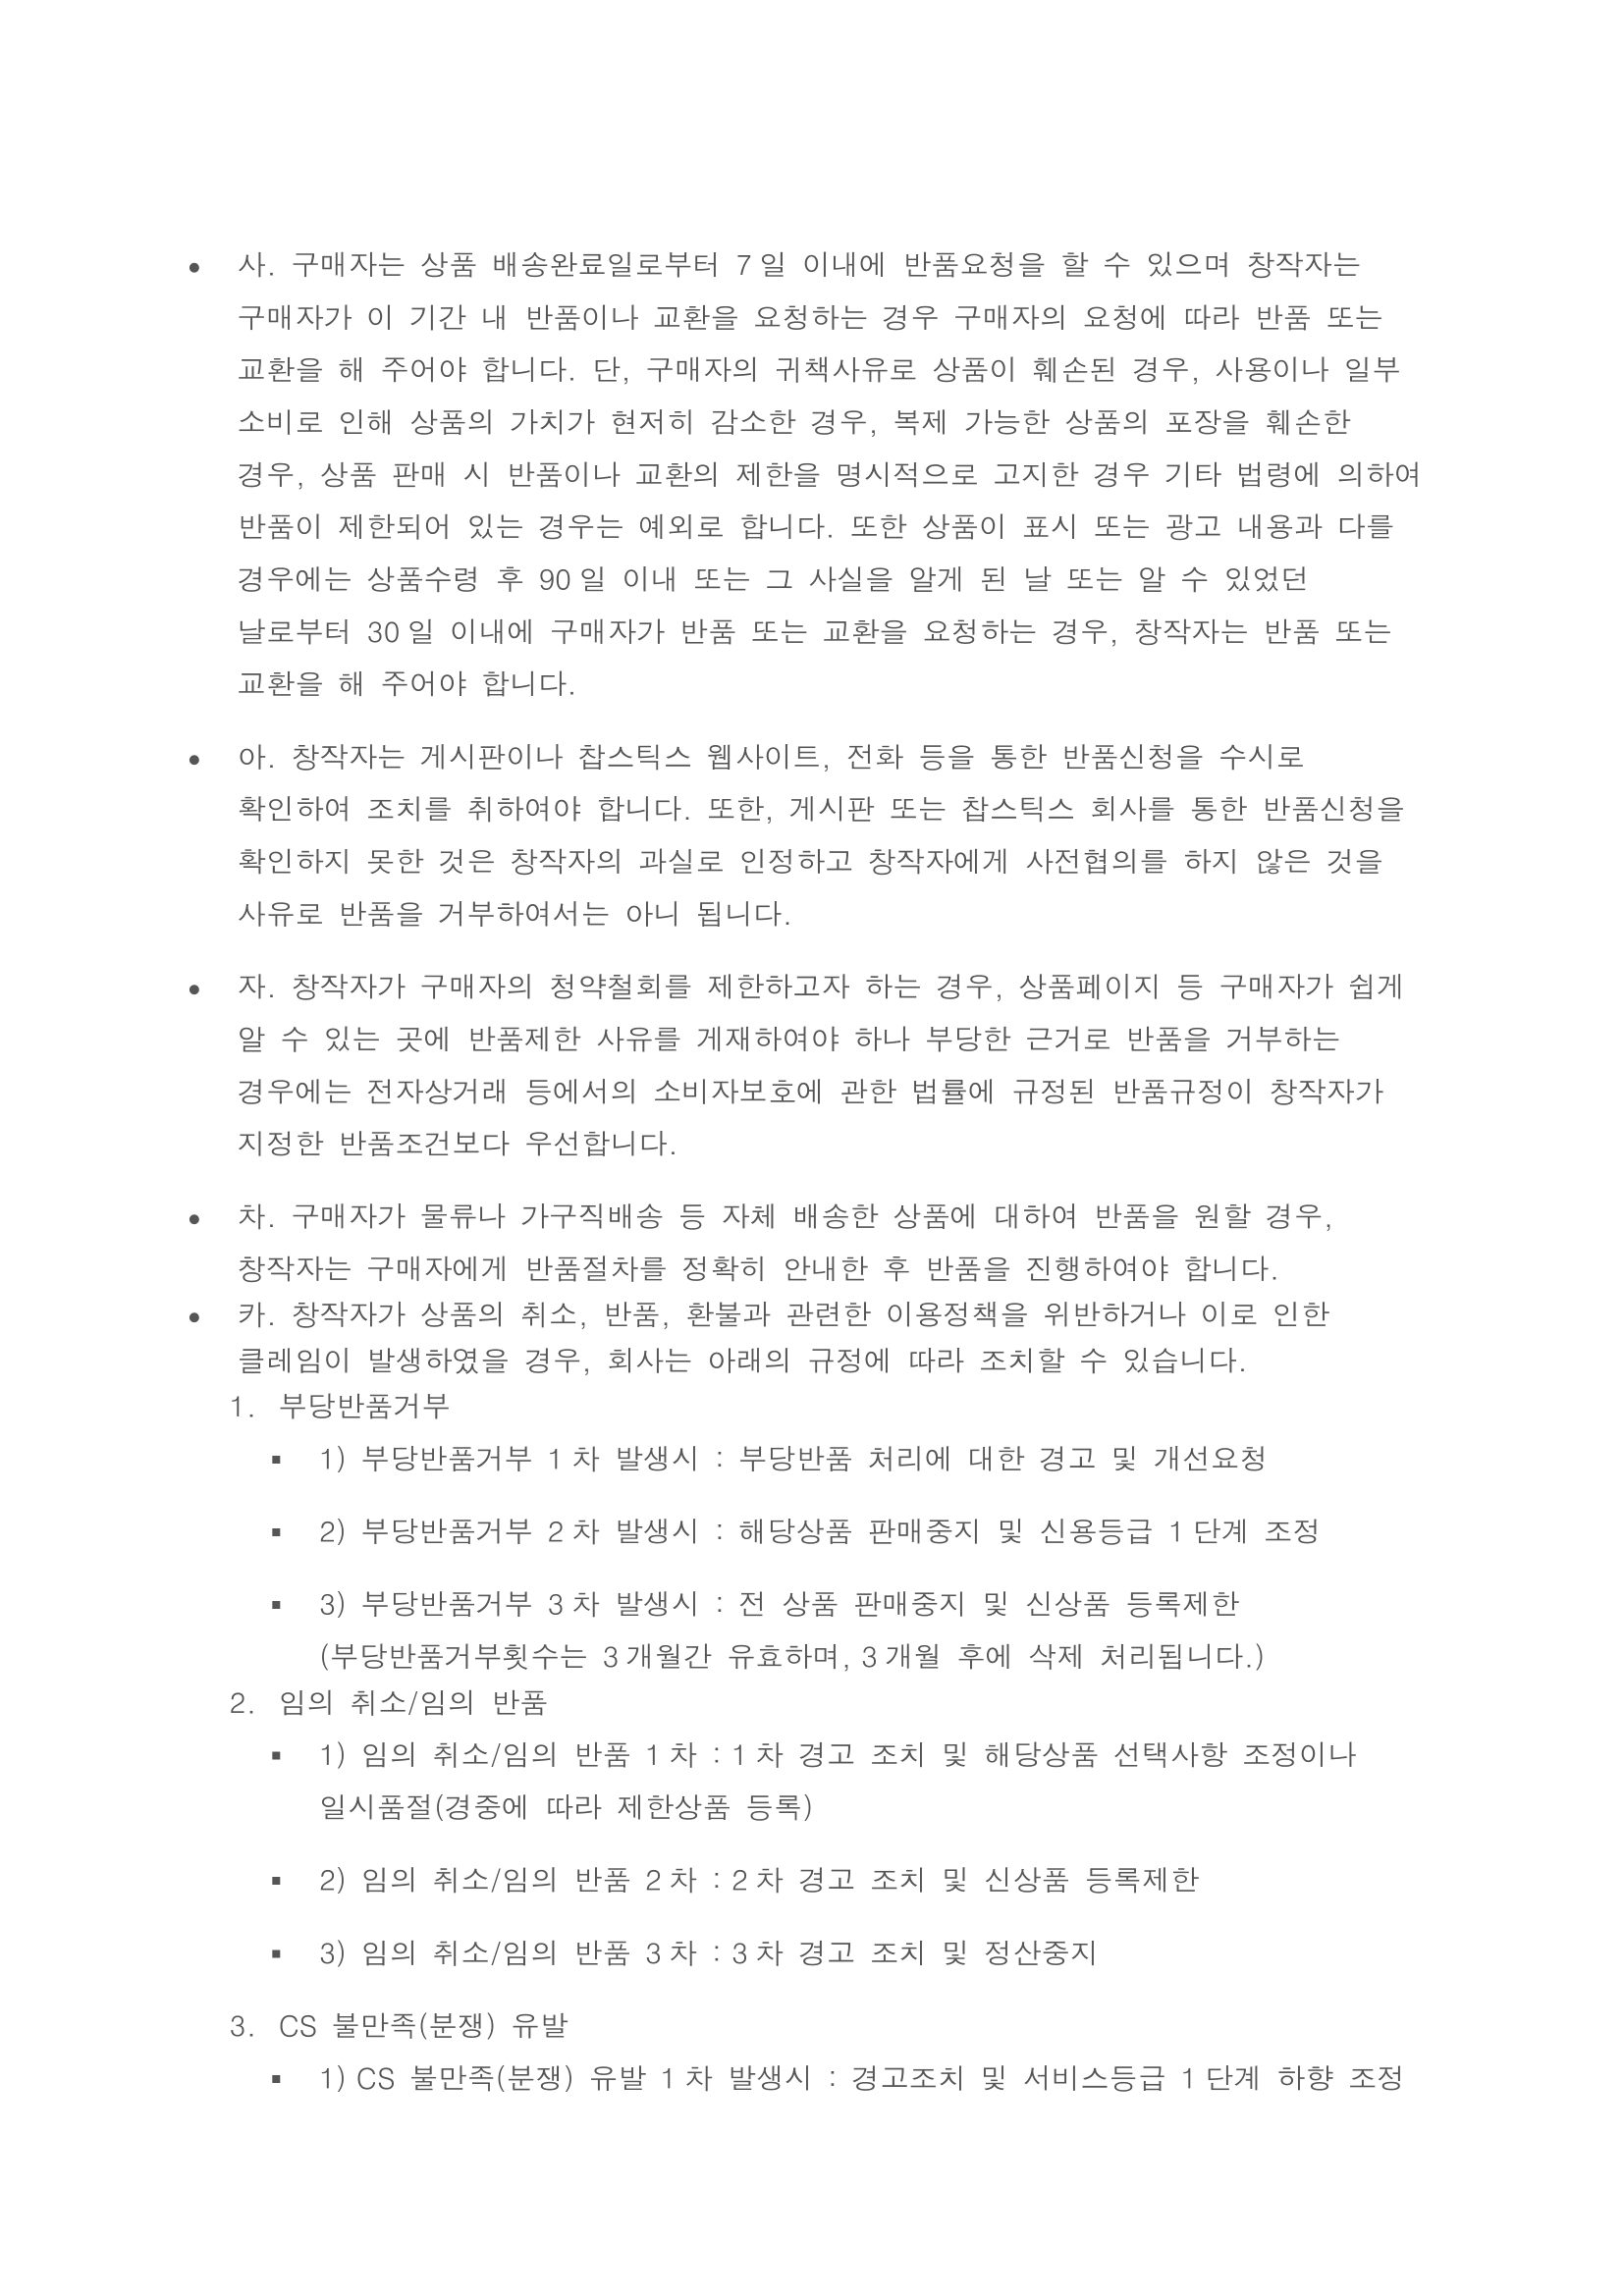 • 사. 구매자는 상품 배송완료일로부터 7일 이내에 반품요청을 할 수 있으며 창작자는
구매자가 이 기간 내 반품이나 교환을 요청하는 경우 구매자의 요청에 따라 반품 또는
교환을 해 주어야 합니다. 단, 구매자의 귀책사유로 상품이 훼손된 경우, 사용이나 일부
소비로 인해 상품의 가치가 현저히 감소한 경우, 복제 가능한 상품의 포장을 훼손한
경우, 상품 판매 시 반품이나 교환의 제한을 명시적으로 고지한 경우 기타 법령에 의하여
반품이 제한되어 있는 경우는 예외로 합니다. 또한 상품이 표시 또는 광고 내용과 다를
경우에는 상품수령 후 90일 이내 또는 그 사실을 알게 된 날 또는 알 수 있었던
날로부터 30일 이내에 구매자가 반품 또는 교환을 요청하는 경우, 창작자는 반품 또는
교환을 해 주어야 합니다.
• 아. 창작자는 게시판이나 찹스틱스 웹사이트, 전화 등을 통한 반품신청을 수시로
확인하여 조치를 취하여야 합니다. 또한, 게시판 또는 찹스틱스 회사를 통한 반품신청을
확인하지 못한 것은 창작자의 과실로 인정하고 창작자에게 사전협의를 하지 않은 것을
사유로 반품을 거부하여서는 아니 됩니다.
• 자. 창작자가 구매자의 청약철회를 제한하고자 하는 경우, 상품페이지 등 구매자가 쉽게
알 수 있는 곳에 반품제한 사유를 게재하여야 하나 부당한 근거로 반품을 거부하는
경우에는 전자상거래 등에서의 소비자보호에 관한 법률에 규정된 반품규정이 창작자가
지정한 반품조건보다 우선합니다.
• 차. 구매자가 물류나 가구직배송 등 자체 배송한 상품에 대하여 반품을 원할 경우,
창작자는 구매자에게 반품절차를 정확히 안내한 후 반품을 진행하여야 합니다.
• 카. 창작자가 상품의 취소, 반품, 환불과 관련한 이용정책을 위반하거나 이로 인한
클레임이 발생하였을 경우, 회사는 아래의 규정에 따라 조치할 수 있습니다.
1. 부당반품거부
▪ 1) 부당반품거부 1차 발생시 : 부당반품 처리에 대한 경고 및 개선요청
▪ 2) 부당반품거부 2차 발생시 : 해당상품 판매중지 및 신용등급 1단계 조정
▪ 3) 부당반품거부 3차 발생시 : 전 상품 판매중지 및 신상품 등록제한
(부당반품거부횟수는 3개월간 유효하며, 3개월 후에 삭제 처리됩니다.)
2. 임의 취소/임의 반품
▪ 1) 임의 취소/임의 반품 1차 : 1차 경고 조치 및 해당상품 선택사항 조정이나
일시품절(경중에 따라 제한상품 등록)
▪ 2) 임의 취소/임의 반품 2차 : 2차 경고 조치 및 신상품 등록제한
▪ 3) 임의 취소/임의 반품 3차 : 3차 경고 조치 및 정산중지
3. CS 불만족(분쟁) 유발
▪ 1) CS 불만족(분쟁) 유발 1차 발생시 : 경고조치 및 서비스등급 1단계 하향 조정